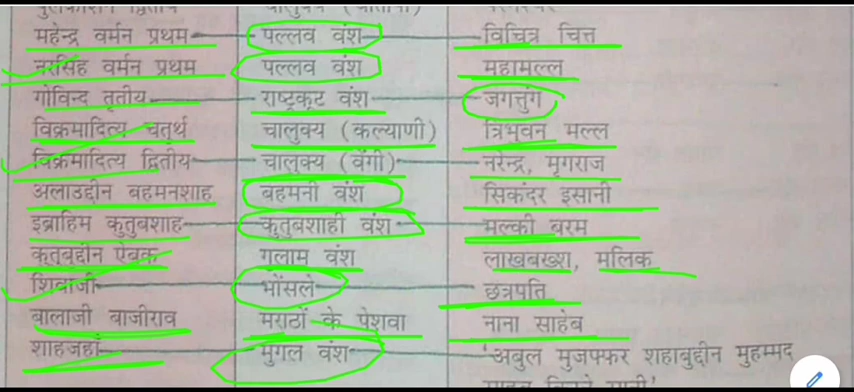 महेन्द्र वर्मन प्रथम पल्लव वंश विचित्र चित्त
नरसिंह वर्मन प्रथम पल्लव वंश महामल्ल
गोविन्द तृतीय राष्ट्रकूट वंश जगत्तुंग
विक्रमादित्य चतुर्थ चालुक्य (कल्याणी) त्रिभुवन मल्ल
विक्रमादित्य द्वितीय चालुक्य (वेंगी) नरेन्द्र, मृगराज
अलाउद्दीन बहमनशाह बहमनी वंश सिकंदर इसानी
इब्राहिम कुतुबशाह कुतुबशाही वंश मल्की बरम
कुतुबुद्दीन ऐबक गुलाम वंश लाखबख्श, मलिक
शिवाजी भोंसले छत्रपति
बालाजी बाजीराव मराठों के पेशवा नाना साहेब
शाहजहाँ मुगल वंश 'अबुल मुजफ्फर शहाबुद्दीन मुहम्मद